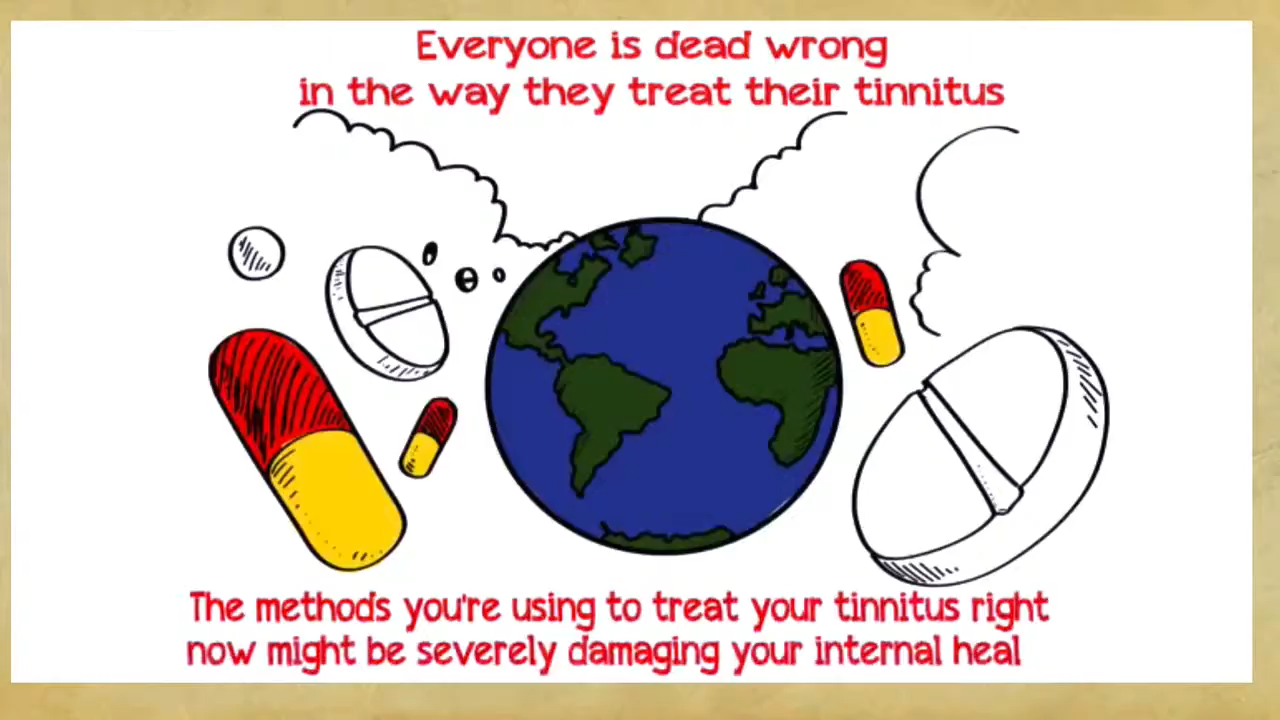 Everyone is dead wrong
in the way they treat their tinnitus
The methods you're using to treat your tinnitus right
now might be severely damaging your internal heal